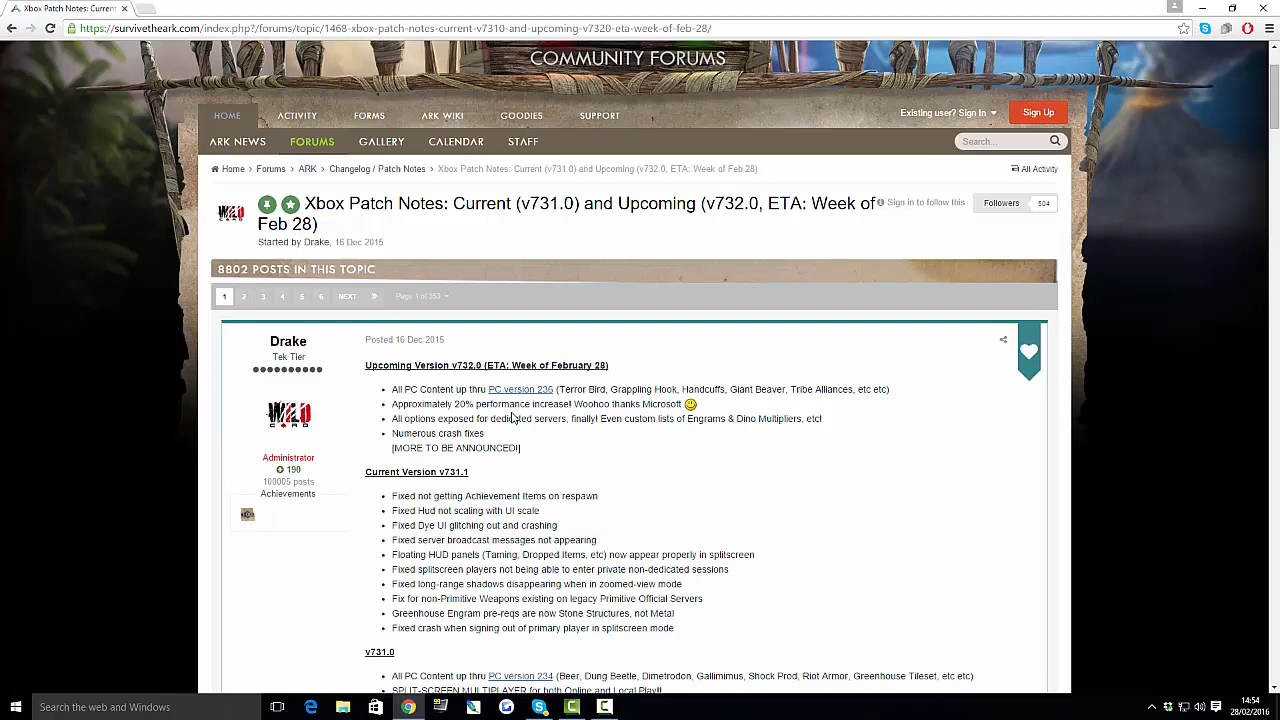 Xbox Patch Notes: Current
https://survivetheark.com/index.php?/forums/topic/1468-xbox-patch-notes-current-v7310-and-upcoming-v7320-eta-week-of-feb-28/
COMMUNITY FORUMS
HOME ACTIVITY FORMS ARK WIKI GOODIES SUPPORT Existing user? Sign In Sign Up
ARK NEWS FORUMS GALLERY CALENDAR STAFF Search...
Home Forums ARK Changelog / Patch Notes Xbox Patch Notes: Current (v731.0) and Upcoming (v732.0, ETA: Week of Feb 28) All Activity
Xbox Patch Notes: Current (v731.0) and Upcoming (v732.0, ETA: Week of Feb 28) Sign in to follow this Followers 504
Started by Drake, 16 Dec 2015
8802 POSTS IN THIS TOPIC
1 2 3 4 5 6 NEXT » Page 1 of 353
Drake
Tek Tier
WILD CARD
Administrator
190
100005 posts
Achievements
Posted 16 Dec 2015
Upcoming Version v732.0 (ETA: Week of February 28)
All PC Content up thru PC version 236 (Terror Bird, Grappling Hook, Handcuffs, Giant Beaver, Tribe Alliances, etc etc)
Approximately 20% performance increase! Woohoo thanks Microsoft
All options exposed for dedicated servers, finally! Even custom lists of Engrams & Dino Multipliers, etc!
Numerous crash fixes
[MORE TO BE ANNOUNCED!]
Current Version v731.1
Fixed not getting Achievement Items on respawn
Fixed Hud not scaling with UI scale
Fixed Dye UI glitching out and crashing
Fixed server broadcast messages not appearing
Floating HUD panels (Taming, Dropped Items, etc) now appear properly in splitscreen
Fixed splitscreen players not being able to enter private non-dedicated sessions
Fixed long-range shadows disappearing when in zoomed-view mode
Fix for non-Primitive Weapons existing on legacy Primitive Official Servers
Greenhouse Engram pre-reqs are now Stone Structures, not Metal
Fixed crash when signing out of primary player in splitscreen mode
v731.0
All PC Content up thru PC version 234 (Beer, Dung Beetle, Dimetrodon, Gallimimus, Shock Prod, Riot Armor, Greenhouse Tileset, etc etc)
SPLIT-SCREEN MULTIPLAYER for both Online and Local Play!!
Search the web and Windows
14:54
28/02/2016